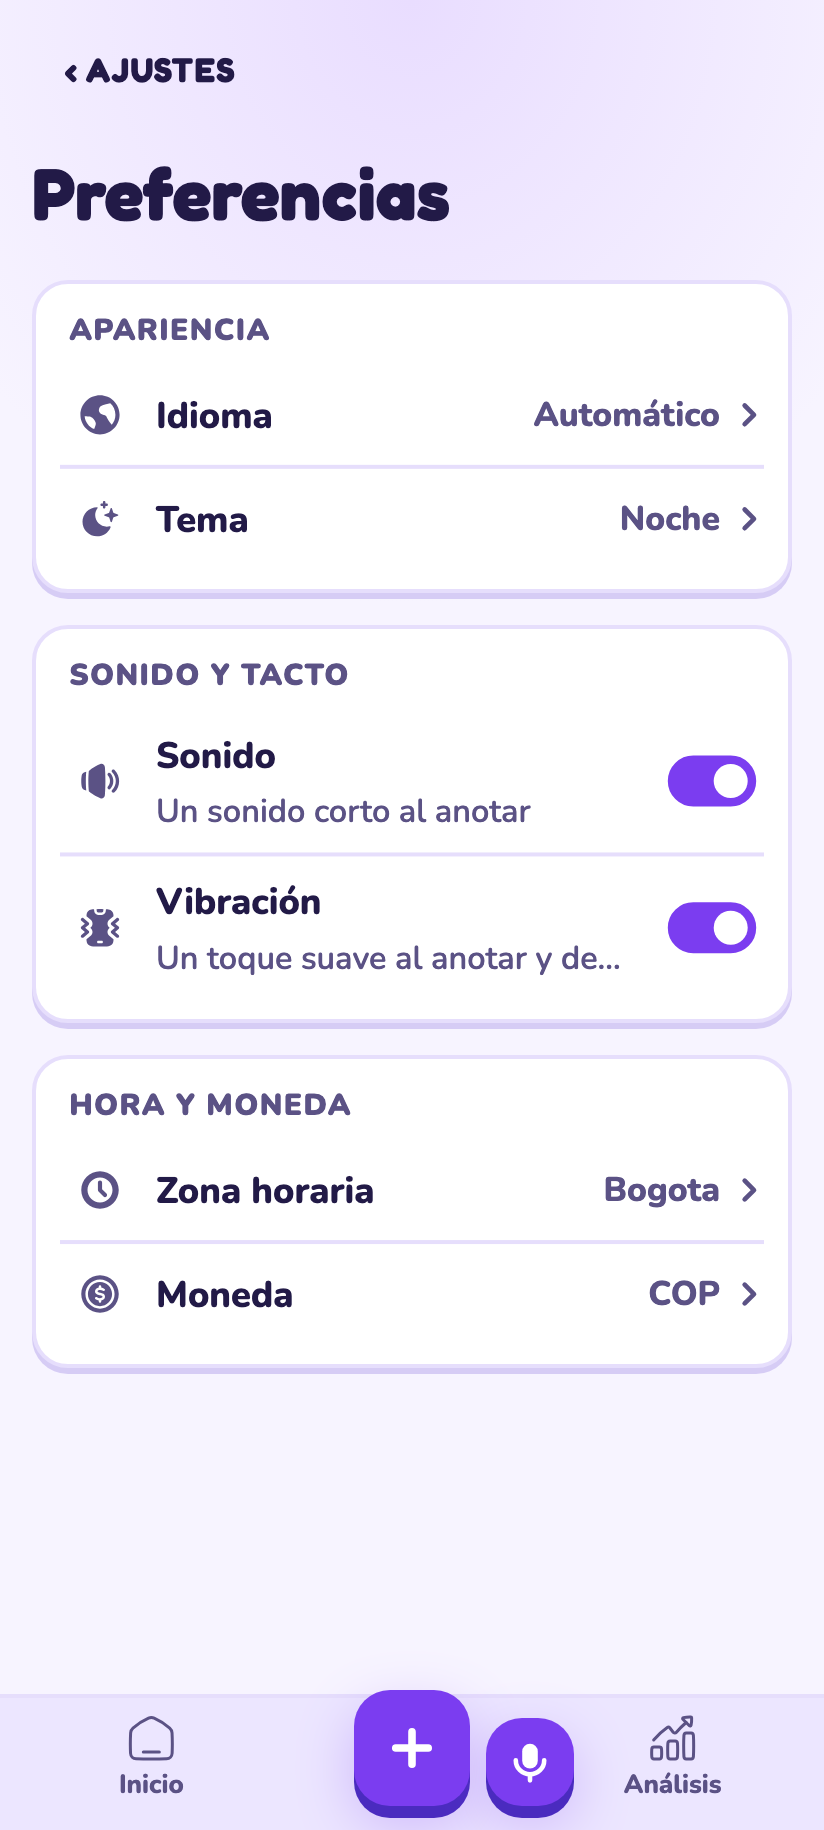 ‹ AJUSTES
Preferencias
APARIENCIA
Idioma Automático
Tema Noche
SONIDO Y TACTO
Sonido
Un sonido corto al anotar
Vibración
Un toque suave al anotar y de...
HORA Y MONEDA
Zona horaria Bogota
Moneda COP
Inicio
Análisis